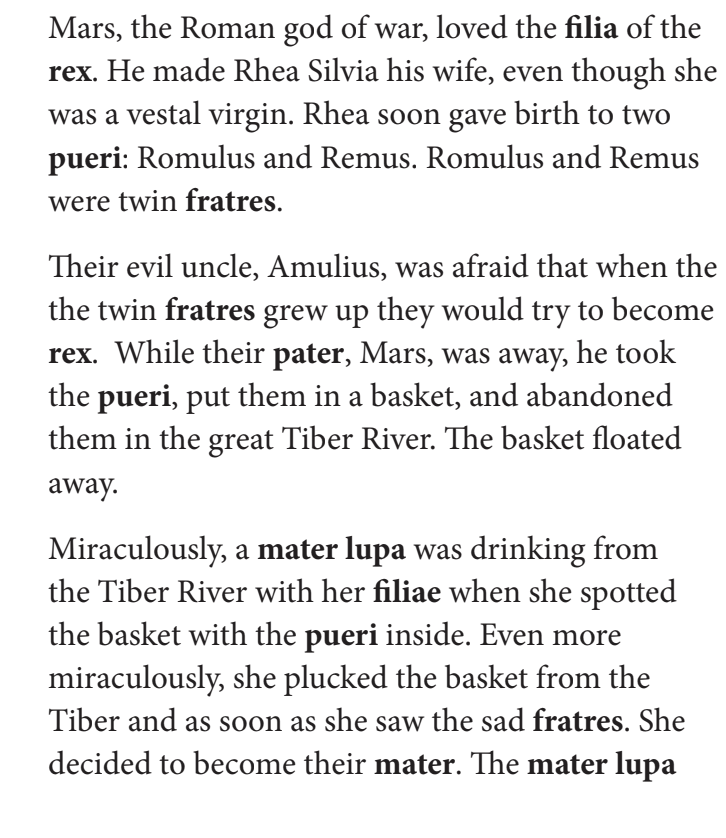 Mars, the Roman god of war, loved the filia of the
rex. He made Rhea Silvia his wife, even though she
was a vestal virgin. Rhea soon gave birth to two
pueri: Romulus and Remus. Romulus and Remus
were twin fratres.
Their evil uncle, Amulius, was afraid that when the
the twin fratres grew up they would try to become
rex.  While their pater, Mars, was away, he took
the pueri, put them in a basket, and abandoned
them in the great Tiber River. The basket floated
away.
Miraculously, a mater lupa was drinking from
the Tiber River with her filiae when she spotted
the basket with the pueri inside. Even more
miraculously, she plucked the basket from the
Tiber and as soon as she saw the sad fratres. She
decided to become their mater. The mater lupa